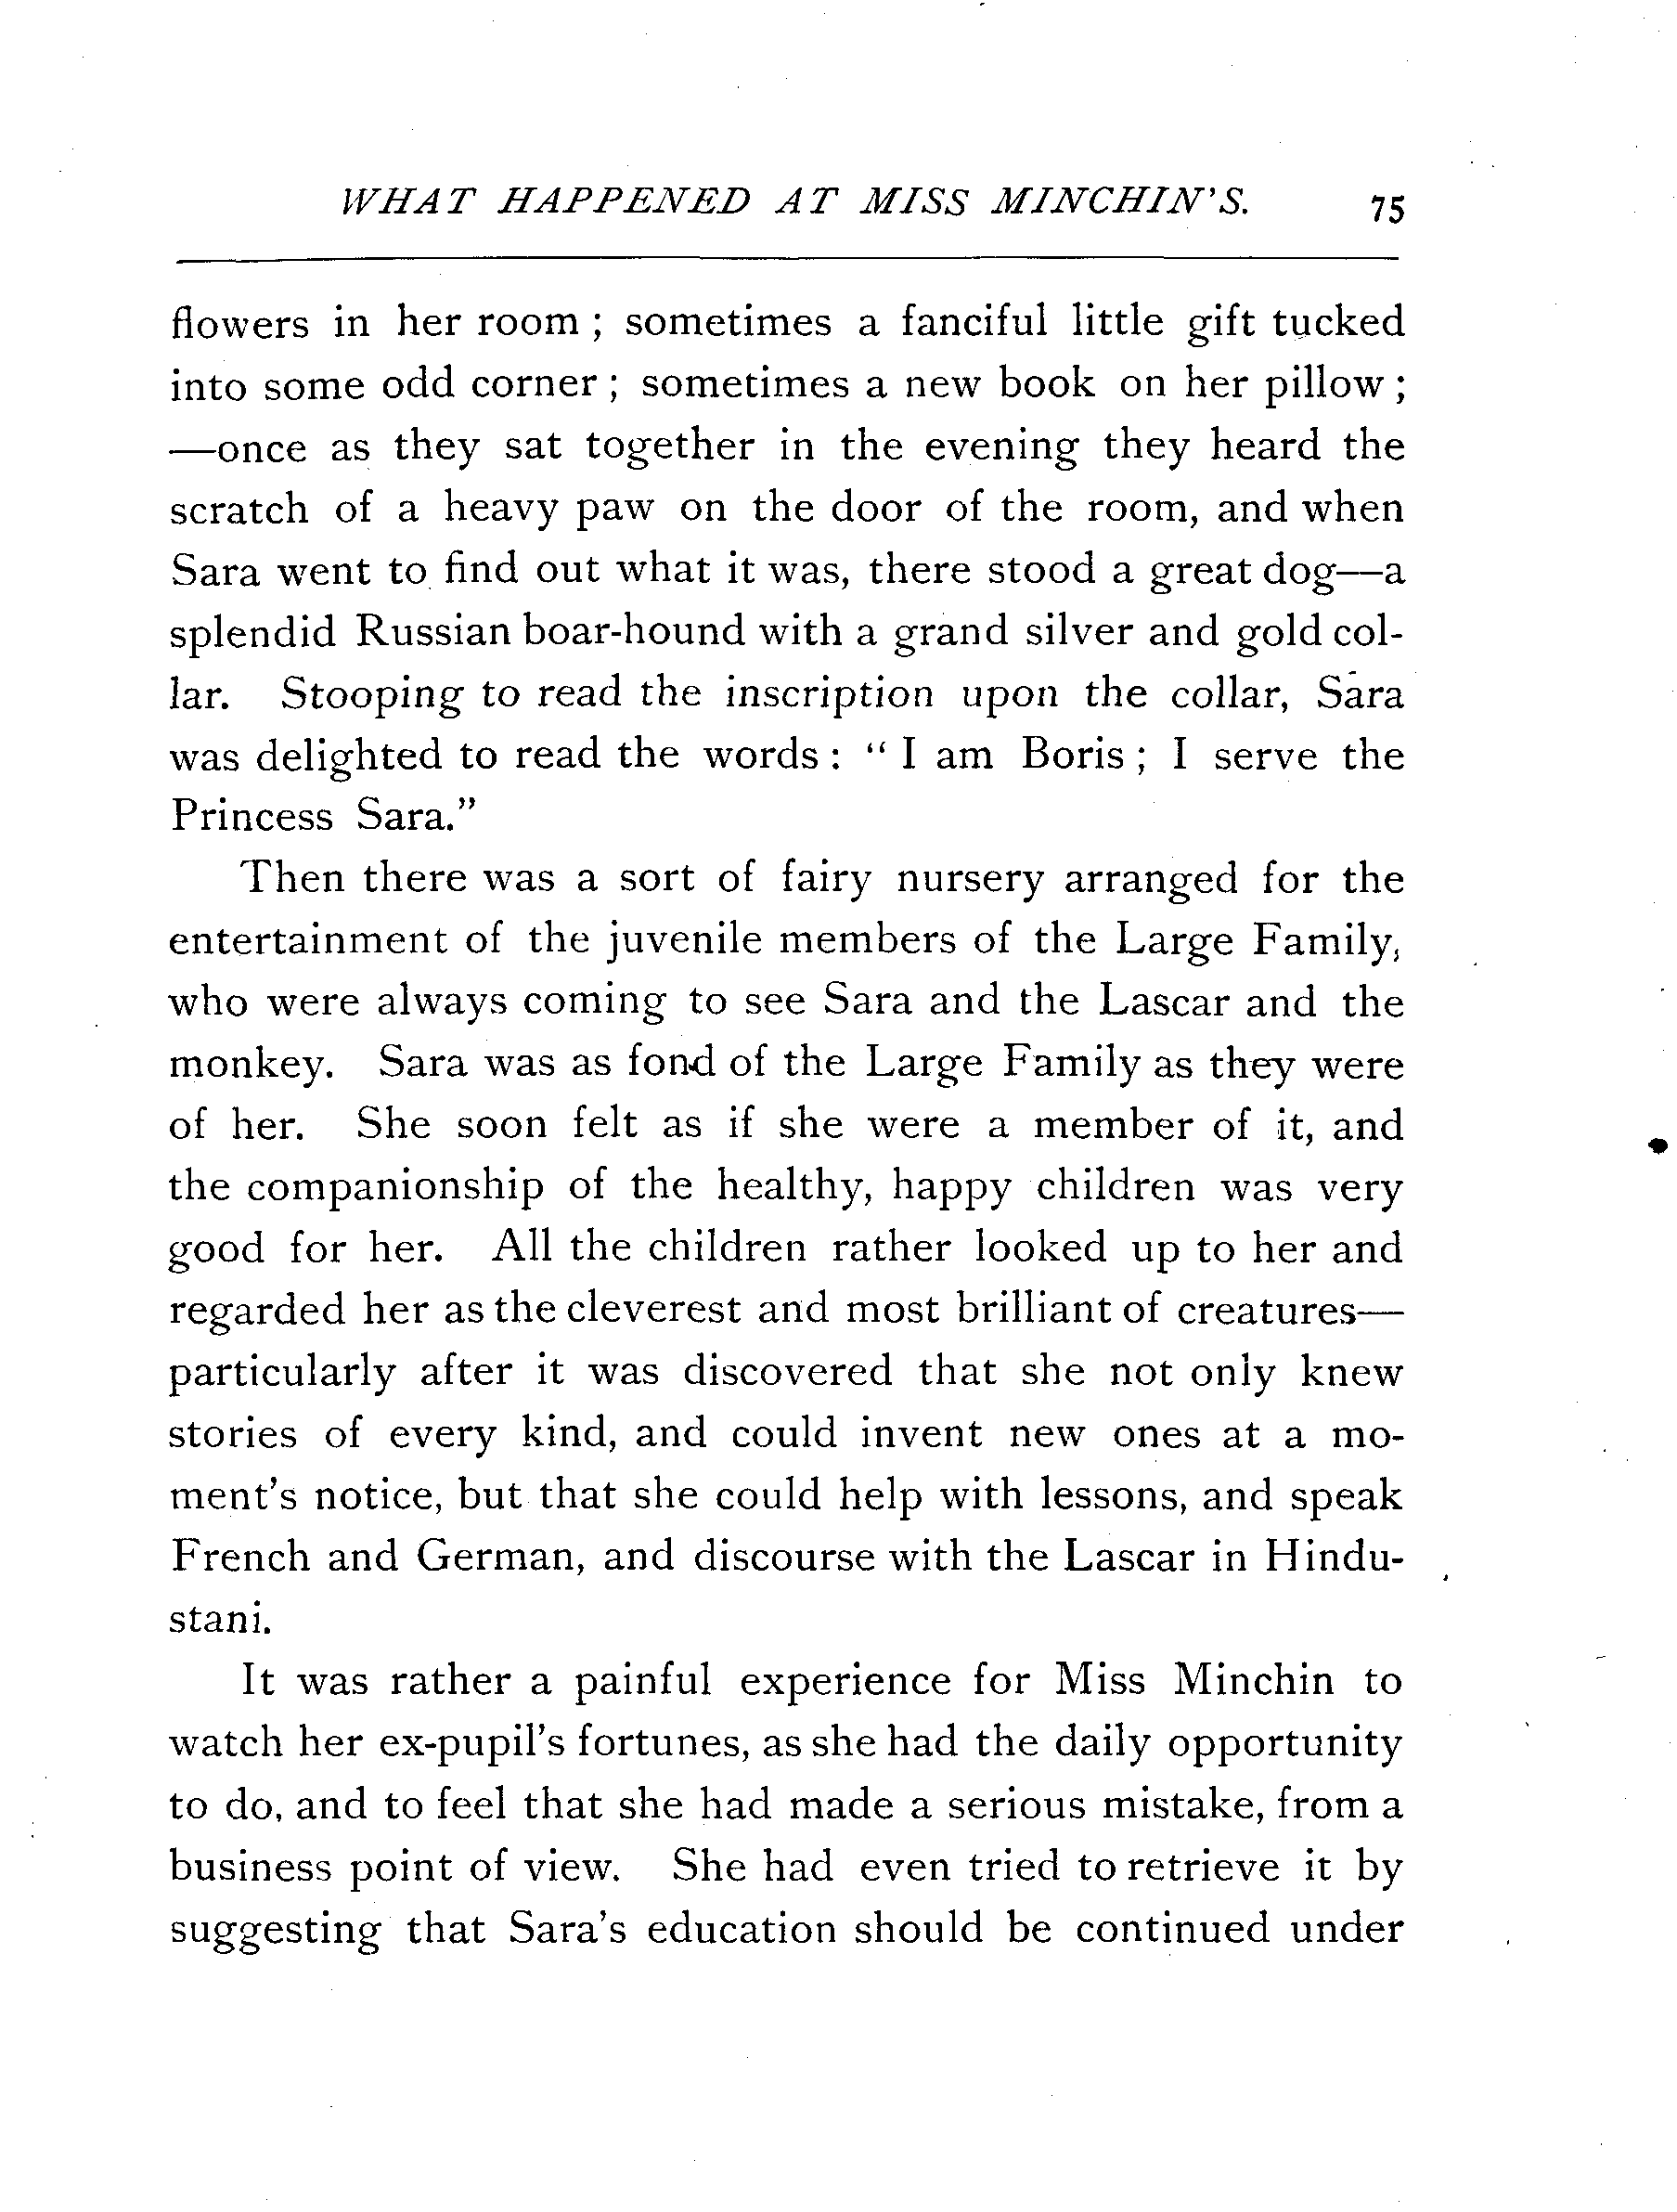 WHAT HAPPENED AT MISS MINCHIN'S. 75
flowers in her room ; sometimes a fanciful little gift tucked
into some odd corner ; sometimes a new book on her pillow ;
—once as they sat together in the evening they heard the
scratch of a heavy paw on the door of the room, and when
Sara went to find out what it was, there stood a great dog—a
splendid Russian boar-hound with a grand silver and gold col-
lar. Stooping to read the inscription upon the collar, Sara
was delighted to read the words : “ I am Boris ; I serve the
Princess Sara.”
Then there was a sort of fairy nursery arranged for the
entertainment of the juvenile members of the Large Family,
who were always coming to see Sara and the Lascar and the
monkey. Sara was as fond of the Large Family as they were
of her. She soon felt as if she were a member of it, and
the companionship of the healthy, happy children was very
good for her. All the children rather looked up to her and
regarded her as the cleverest and most brilliant of creatures—
particularly after it was discovered that she not only knew
stories of every kind, and could invent new ones at a mo-
ment's notice, but that she could help with lessons, and speak
French and German, and discourse with the Lascar in Hindu-
stani.
It was rather a painful experience for Miss Minchin to
watch her ex-pupil's fortunes, as she had the daily opportunity
to do, and to feel that she had made a serious mistake, from a
business point of view. She had even tried to retrieve it by
suggesting that Sara's education should be continued under